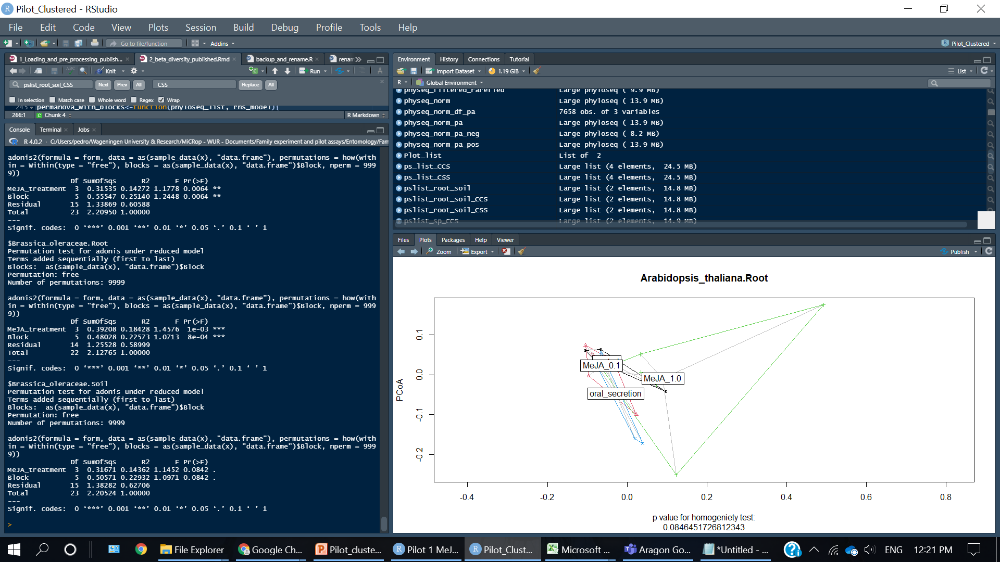 Pilot_Clustered - RStudio
File Edit Code View Plots Session Build Debug Profile Tools Help
Go to file/function Addins Pilot_Clustered
1_Loading_and_pre_processing_publish... 2_beta_diversity_published.Rmd backup_and_rename.R renam
Knit Run
pslist_root_soil_CSS Next Prev All CSS Replace All
In selection Match case Whole word Regex Wrap
245 permanova_with_blocks<-function(phyloseq_list, rhs_model){
266:1 Chunk 4 R Markdown
Console Terminal Jobs
R 4.0.2 · C:/Users/pedro/Wageningen University & Research/MiCRop - WUR - Documents/Family experiment and pilot assays/Entomology/Fam
adonis2(formula = form, data = as(sample_data(x), "data.frame"), permutations = how(with
in = Within(type = "free"), blocks = as(sample_data(x), "data.frame")$Block, nperm = 999
9))
Df SumOfSqs R2 F Pr(>F)
MeJA_treatment 3 0.31535 0.14272 1.1778 0.0064 **
Block 5 0.55547 0.25140 1.2448 0.0064 **
Residual 15 1.33869 0.60588
Total 23 2.20950 1.00000
---
Signif. codes: 0 ‘***’ 0.001 ‘**’ 0.01 ‘*’ 0.05 ‘.’ 0.1 ‘ ’ 1
$Brassica_oleraceae.Root
Permutation test for adonis under reduced model
Terms added sequentially (first to last)
Blocks: as(sample_data(x), "data.frame")$Block
Permutation: free
Number of permutations: 9999
adonis2(formula = form, data = as(sample_data(x), "data.frame"), permutations = how(with
in = Within(type = "free"), blocks = as(sample_data(x), "data.frame")$Block, nperm = 999
9))
Df SumOfSqs R2 F Pr(>F)
MeJA_treatment 3 0.39208 0.18428 1.4576 1e-03 ***
Block 5 0.48028 0.22573 1.0713 8e-04 ***
Residual 14 1.25528 0.58999
Total 22 2.12765 1.00000
---
Signif. codes: 0 ‘***’ 0.001 ‘**’ 0.01 ‘*’ 0.05 ‘.’ 0.1 ‘ ’ 1
$Brassica_oleraceae.Soil
Permutation test for adonis under reduced model
Terms added sequentially (first to last)
Blocks: as(sample_data(x), "data.frame")$Block
Permutation: free
Number of permutations: 9999
adonis2(formula = form, data = as(sample_data(x), "data.frame"), permutations = how(with
in = Within(type = "free"), blocks = as(sample_data(x), "data.frame")$Block, nperm = 999
9))
Df SumOfSqs R2 F Pr(>F)
MeJA_treatment 3 0.31671 0.14362 1.1452 0.0842 .
Block 5 0.50571 0.22932 1.0971 0.0842 .
Residual 15 1.38282 0.62706
Total 23 2.20524 1.00000
---
Signif. codes: 0 ‘***’ 0.001 ‘**’ 0.01 ‘*’ 0.05 ‘.’ 0.1 ‘ ’ 1
>
Environment History Connections Tutorial
Import Dataset 1.19 GiB List
R Global Environment
physeq_filtered_rarefied Large phyloseq ( 9.9 MB)
physeq_norm Large phyloseq ( 13.9 MB)
physeq_norm_df_pa 7658 obs. of 3 variables
physeq_norm_pa Large phyloseq ( 13.9 MB)
physeq_norm_pa_neg Large phyloseq ( 8.2 MB)
physeq_norm_pa_pos Large phyloseq ( 13.9 MB)
Plot_list List of 2
ps_list_CCS Large list (4 elements, 24.5 MB)
ps_list_CSS Large list (4 elements, 24.5 MB)
pslist_root_soil Large list (2 elements, 14.8 MB)
pslist_root_soil_CCS Large list (2 elements, 14.8 MB)
pslist_root_soil_CSS Large list (2 elements, 14.8 MB)
pslist_sp_CCS Large list (2 elements, 14.9 MB)
Files Plots Packages Help Viewer
Zoom Export Publish
Arabidopsis_thaliana.Root
PCoA
0.1
0.0
-0.1
-0.2
MeJA_0.1
MeJA_1.0
oral_secretion
-0.4 -0.2 0.0 0.2 0.4 0.6 0.8
p value for homogeniety test:
0.0846451726812343
File Explorer Google Ch... Pilot_cluste... Pilot 1 MeJ... Pilot_Clust... Microsoft ... Aragon Go... *Untitled - ... ENG 12:21 PM